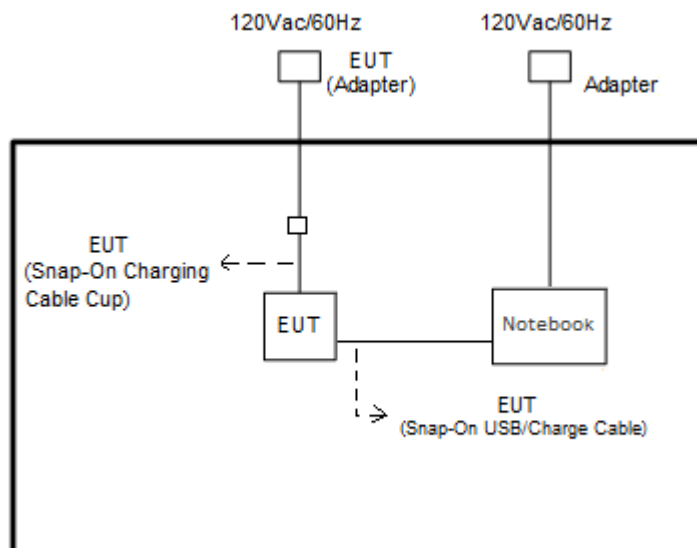 120Vac/60Hz
120Vac/60Hz
EUT
(Adapter)
Adapter
EUT
(Snap-On Charging
Cable Cup)
EUT
Notebook
EUT
(Snap-On USB/Charge Cable)